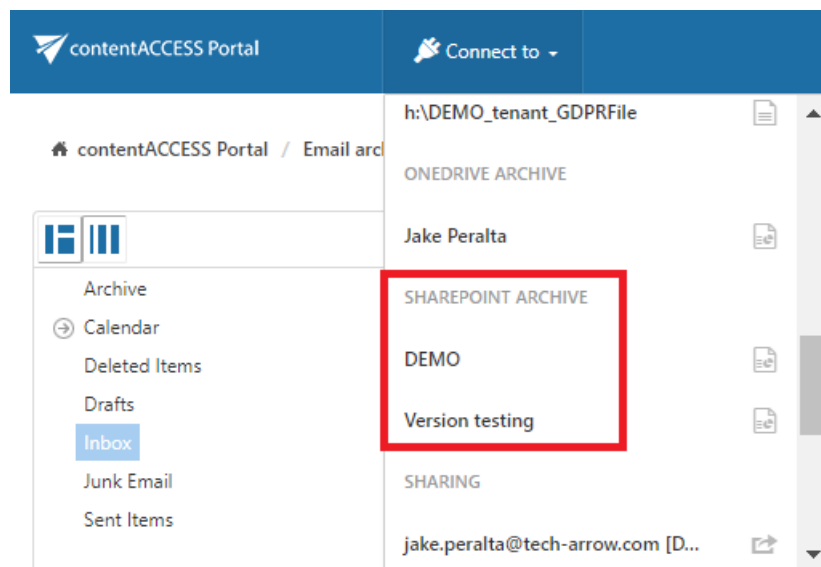 contentACCESS Portal
Connect to
h:\DEMO_tenant_GDPRFile
contentACCESS Portal / Email arc
ONEDRIVE ARCHIVE
Jake Peralta
SHAREPOINT ARCHIVE
DEMO
Version testing
SHARING
jake.peralta@tech-arrow.com [D...
Archive
Calendar
Deleted Items
Drafts
Inbox
Junk Email
Sent Items